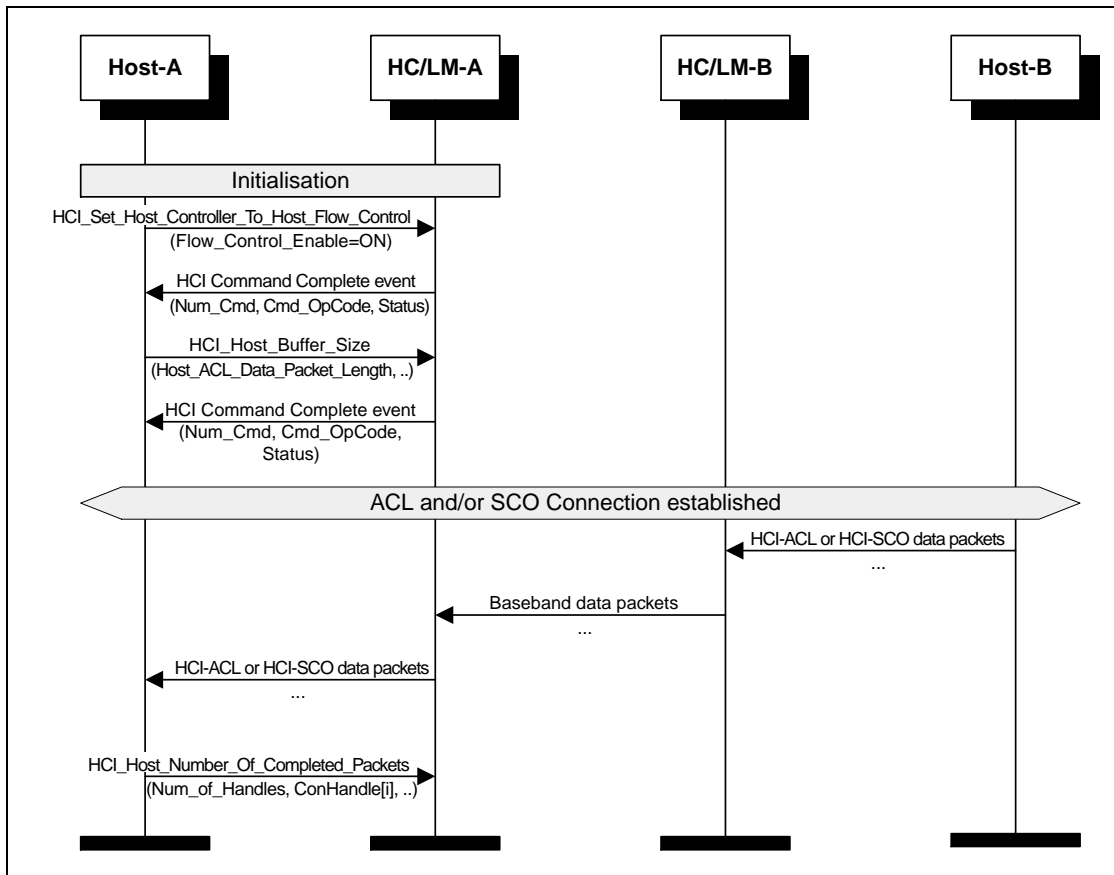 Host-A
HC/LM-A
HC/LM-B
Host-B
Initialisation
HCI_Set_Host_Controller_To_Host_Flow_Control
(Flow_Control_Enable=ON)
HCI Command Complete event
(Num_Cmd, Cmd_OpCode, Status)
HCI_Host_Buffer_Size
(Host_ACL_Data_Packet_Length, ..)
HCI Command Complete event
(Num_Cmd, Cmd_OpCode,
Status)
ACL and/or SCO Connection established
HCI-ACL or HCI-SCO data packets
...
Baseband data packets
...
HCI-ACL or HCI-SCO data packets
...
HCI_Host_Number_Of_Completed_Packets
(Num_of_Handles, ConHandle[i], ..)